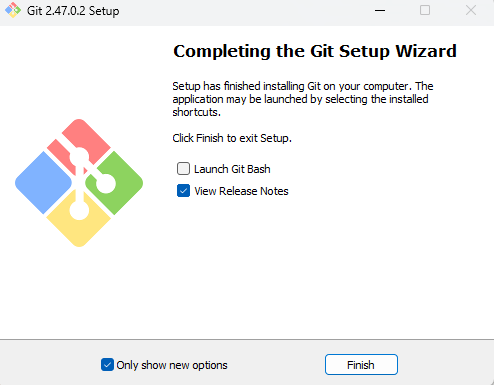 Git 2.47.0.2 Setup
Completing the Git Setup Wizard
Setup has finished installing Git on your computer. The
application may be launched by selecting the installed
shortcuts.
Click Finish to exit Setup.
Launch Git Bash
View Release Notes
Only show new options
Finish